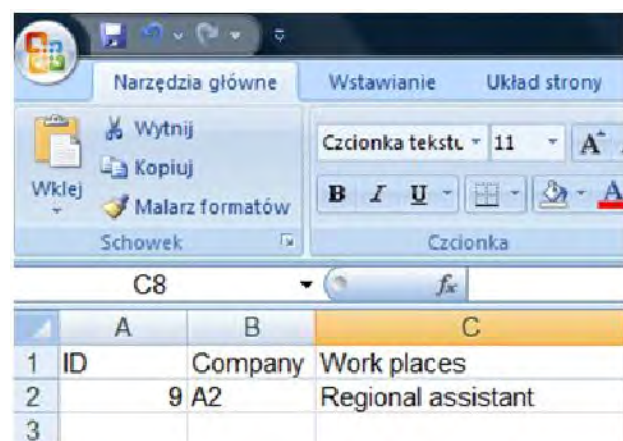 Narzędzia główne Wstawianie Układ strony
Wytnij
Kopiuj
Malarz formatów
Wklej
Czcionka tekstu 11 A A
B I U A
Schowek Czcionka
C8 fx
A B C
1 ID Company Work places
2 9 A2 Regional assistant
3